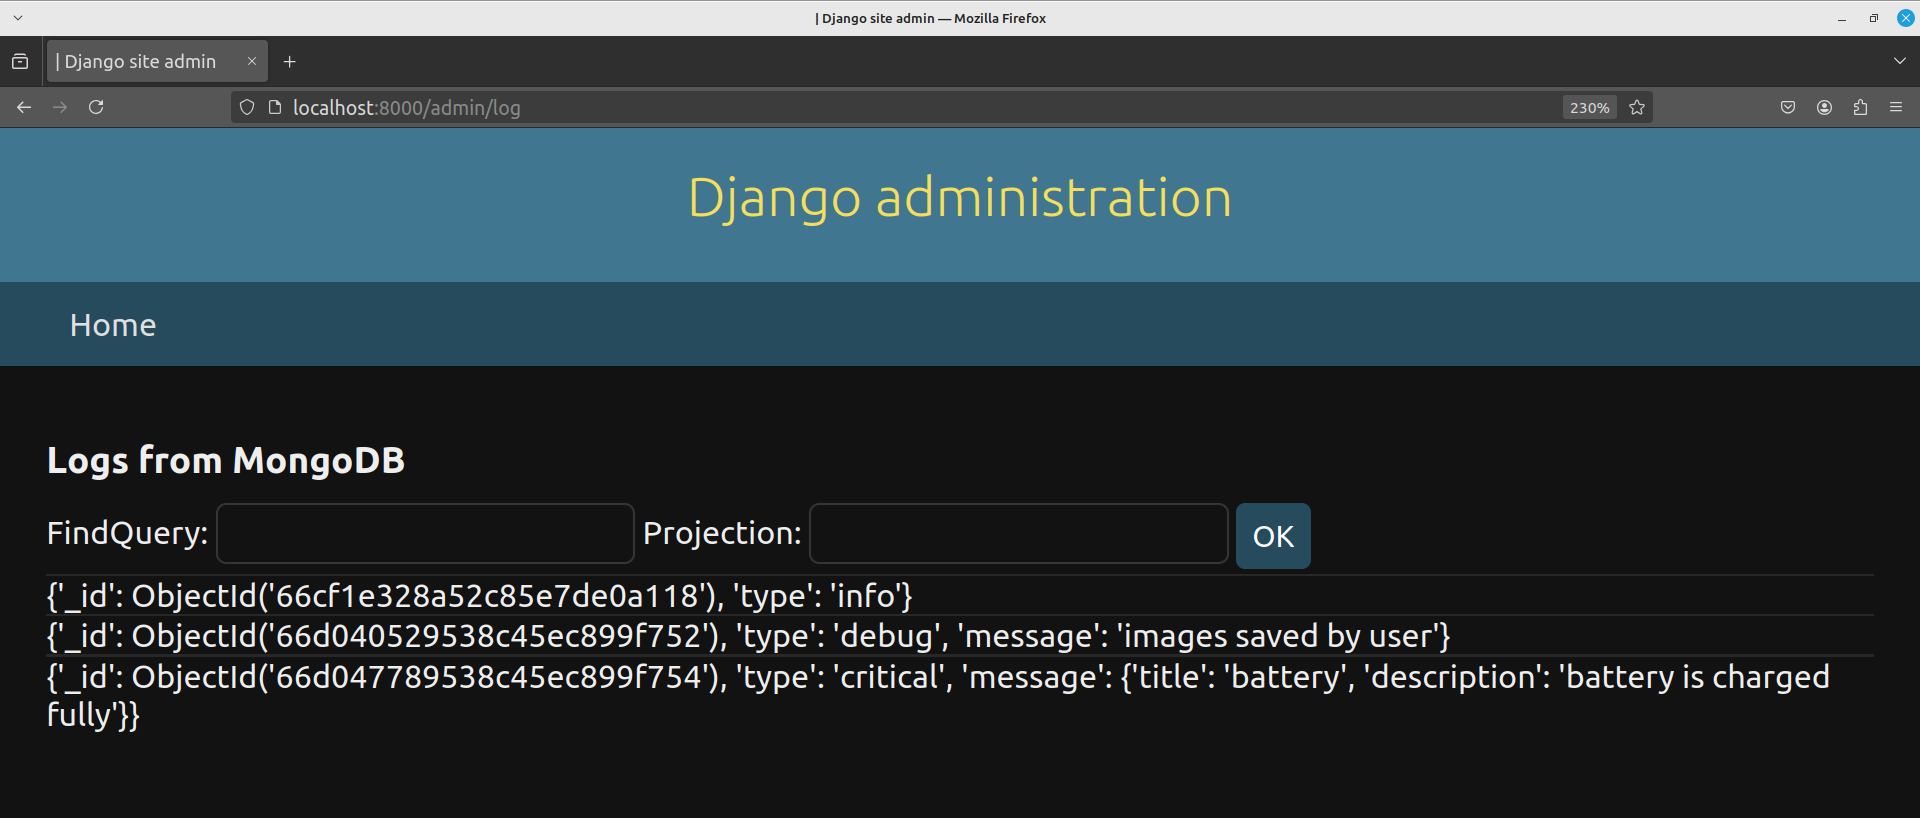 | Django site admin — Mozilla Firefox
| Django site admin
localhost:8000/admin/log
230%
Django administration
Home
Logs from MongoDB
FindQuery: Projection: OK
{'_id': ObjectId('66cf1e328a52c85e7de0a118'), 'type': 'info'}
{'_id': ObjectId('66d040529538c45ec899f752'), 'type': 'debug', 'message': 'images saved by user'}
{'_id': ObjectId('66d047789538c45ec899f754'), 'type': 'critical', 'message': {'title': 'battery', 'description': 'battery is charged
fully'}}